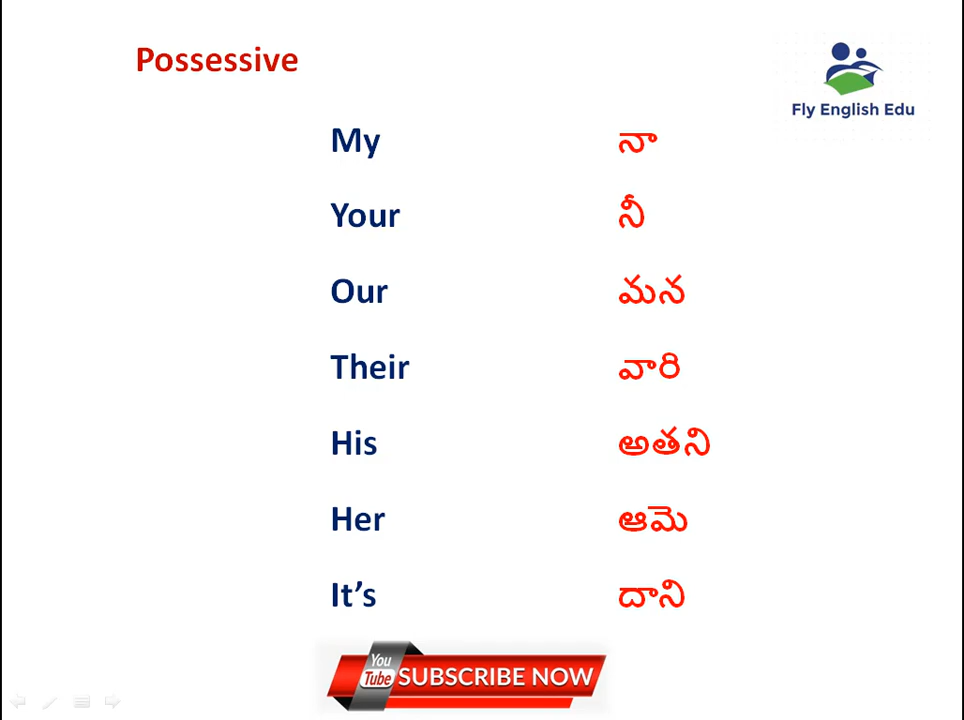 Possessive
Fly English Edu
My నా
Your నీ
Our మన
Their వారి
His అతని
Her ఆమె
It’s దాని
You
Tube SUBSCRIBE NOW